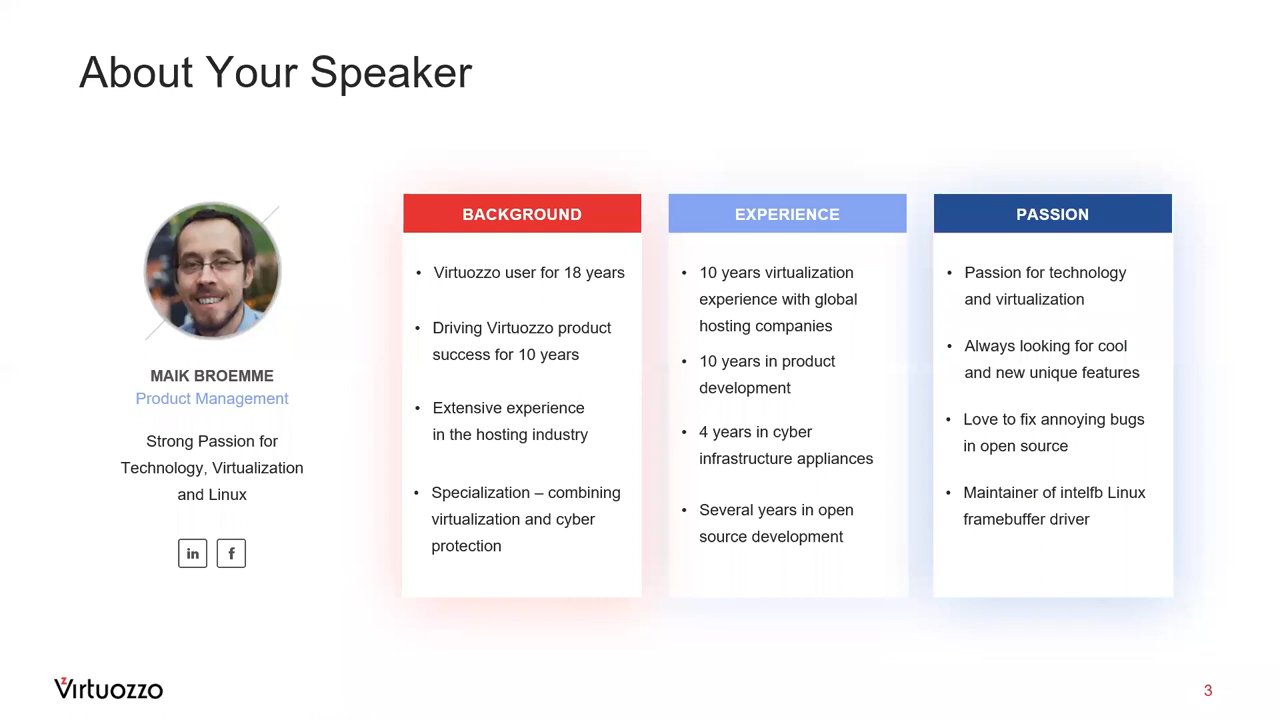 About Your Speaker
MAIK BROEMME
Product Management
Strong Passion for
Technology, Virtualization
and Linux
in f
BACKGROUND
• Virtuozzo user for 18 years
• Driving Virtuozzo product
success for 10 years
• Extensive experience
in the hosting industry
• Specialization – combining
virtualization and cyber
protection
EXPERIENCE
• 10 years virtualization
experience with global
hosting companies
• 10 years in product
development
• 4 years in cyber
infrastructure appliances
• Several years in open
source development
PASSION
• Passion for technology
and virtualization
• Always looking for cool
and new unique features
• Love to fix annoying bugs
in open source
• Maintainer of intelfb Linux
framebuffer driver
Virtuozzo
3